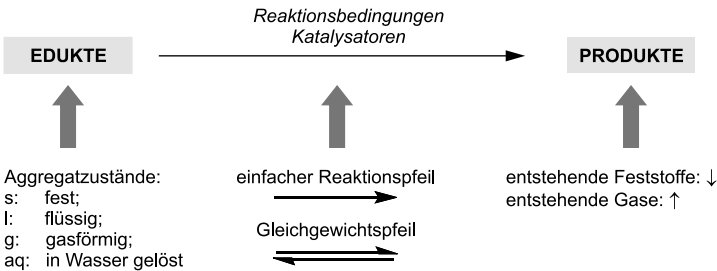 Reaktionsbedingungen
Katalysatoren
EDUKTE
PRODUKTE
Aggregatzustände:
s: fest;
l: flüssig;
g: gasförmig;
aq: in Wasser gelöst
einfacher Reaktionspfeil
Gleichgewichtspfeil
entstehende Feststoffe: ↓
entstehende Gase: ↑